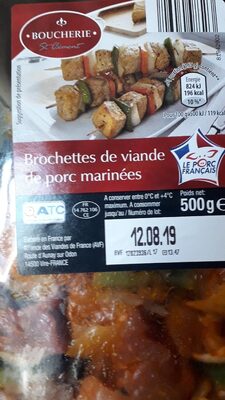 BOUCHERIE
St Clément
Suggestion de présentation
Energie
824 kJ
196 kcal
10 %*
Brochettes de viande
de porc marinées
LE PORC
FRANÇAIS
Poids net:
500g e
FR
14 762 106
CE
A conserver entre 0°C et +4°C
maximum. A consommer
jusqu'au / Numéro de lot:
12.08.19
Elaboré en France par
Elivance des Viandes de France (AVF)
Route d'Aunay sur Odon
14500 Vire-FRANCE